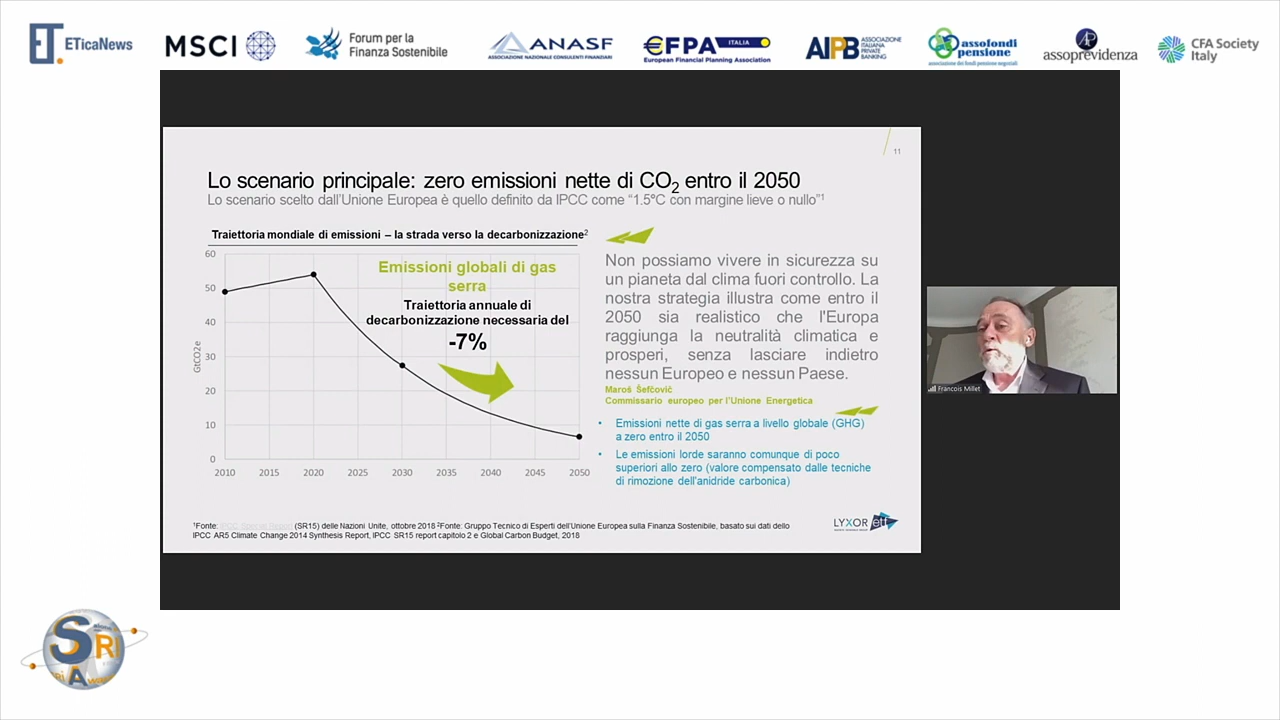 ET ETicaNews
MSCI
Forum per la
Finanza Sostenibile
ANASF
ASSOCIAZIONE NAZIONALE CONSULENTI FINANZIARI
€FPA ITALIA
European Financial Planning Association
AIPB ASSOCIAZIONE
ITALIANA
PRIVATE
BANKING
assofondi
pensione
associazione dei fondi pensione negoziali
AP
assoprevidenza
CFA Society
Italy
11
Lo scenario principale: zero emissioni nette di CO2 entro il 2050
Lo scenario scelto dall'Unione Europea è quello definito da IPCC come “1.5°C con margine lieve o nullo”1
Traiettoria mondiale di emissioni – la strada verso la decarbonizzazione2
60
50
40
30
20
10
0
GtCO2e
2010 2015 2020 2025 2030 2035 2040 2045 2050
Emissioni globali di gas
serra
Traiettoria annuale di
decarbonizzazione necessaria del
-7%
Non possiamo vivere in sicurezza su
un pianeta dal clima fuori controllo. La
nostra strategia illustra come entro il
2050 sia realistico che l'Europa
raggiunga la neutralità climatica e
prosperi, senza lasciare indietro
nessun Europeo e nessun Paese.
Maroš Šefčovič
Commissario europeo per l'Unione Energetica
• Emissioni nette di gas serra a livello globale (GHG)
a zero entro il 2050
• Le emissioni lorde saranno comunque di poco
superiori allo zero (valore compensato dalle tecniche
di rimozione dell'anidride carbonica)
1Fonte: IPCC Special Report (SR15) delle Nazioni Unite, ottobre 2018 2Fonte: Gruppo Tecnico di Esperti dell'Unione Europea sulla Finanza Sostenibile, basato sui dati dello
IPCC AR5 Climate Change 2014 Synthesis Report, IPCC SR15 report capitolo 2 e Global Carbon Budget, 2018
LYXOR etf
Francois Millet
SRI